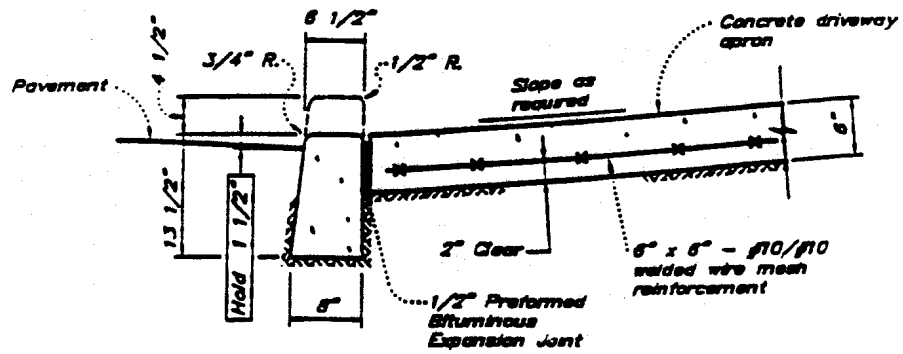 6 1/2"
Concrete driveway
apron
4 1/2"
3/4" R.
1/2" R.
Pavement
Slope as
required
6"
13 1/2"
Hold 1 1/2"
2" Clear
6" x 6" - #10/#10
welded wire mesh
reinforcement
8"
1/2" Preformed
Bituminous
Expansion Joint